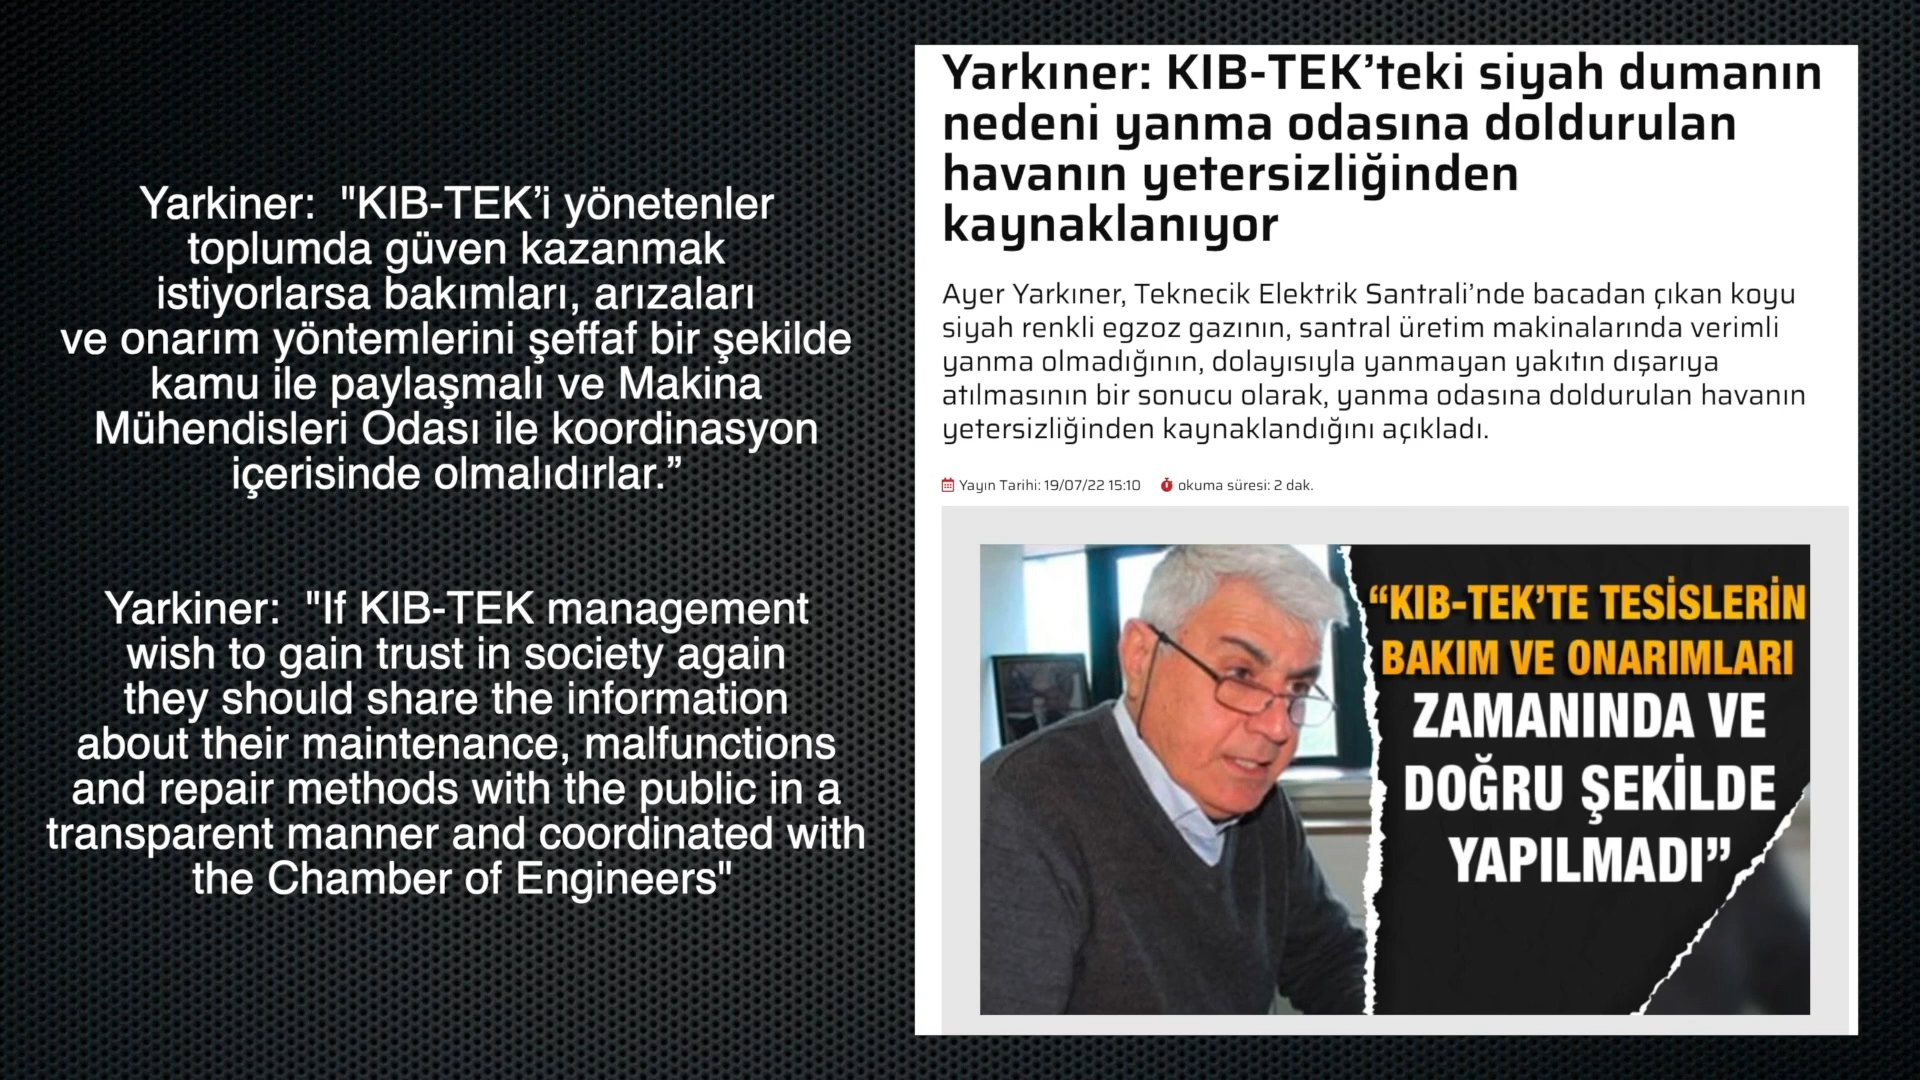 Yarkiner:  "KIB-TEK’i yönetenler
toplumda güven kazanmak
istiyorlarsa bakımları, arızaları
ve onarım yöntemlerini şeffaf bir şekilde
kamu ile paylaşmalı ve Makina
Mühendisleri Odası ile koordinasyon
içerisinde olmalıdırlar.”
Yarkiner:  "If KIB-TEK management
wish to gain trust in society again
they should share the information
about their maintenance, malfunctions
and repair methods with the public in a
transparent manner and coordinated with
the Chamber of Engineers"
Yarkıner: KIB-TEK’teki siyah dumanın
nedeni yanma odasına doldurulan
havanın yetersizliğinden
kaynaklanıyor
Ayer Yarkıner, Teknecik Elektrik Santrali’nde bacadan çıkan koyu
siyah renkli egzoz gazının, santral üretim makinalarında verimli
yanma olmadığının, dolayısıyla yanmayan yakıtın dışarıya
atılmasının bir sonucu olarak, yanma odasına doldurulan havanın
yetersizliğinden kaynaklandığını açıkladı.
Yayın Tarihi: 19/07/22 15:10 okuma süresi: 2 dak.
“KIB-TEK’TE TESİSLERİN
BAKIM VE ONARIMLARI
ZAMANINDA VE
DOĞRU ŞEKİLDE
YAPILMADI”